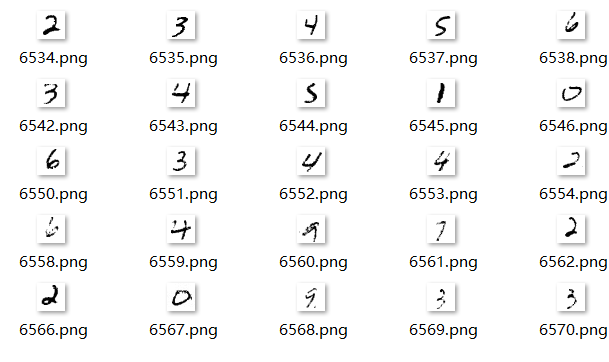 2 3 4 5 6
6534.png 6535.png 6536.png 6537.png 6538.png
3 4 5 1 0
6542.png 6543.png 6544.png 6545.png 6546.png
6 3 4 4 2
6550.png 6551.png 6552.png 6553.png 6554.png
6 4 9 7 2
6558.png 6559.png 6560.png 6561.png 6562.png
2 0 9 3 3
6566.png 6567.png 6568.png 6569.png 6570.png